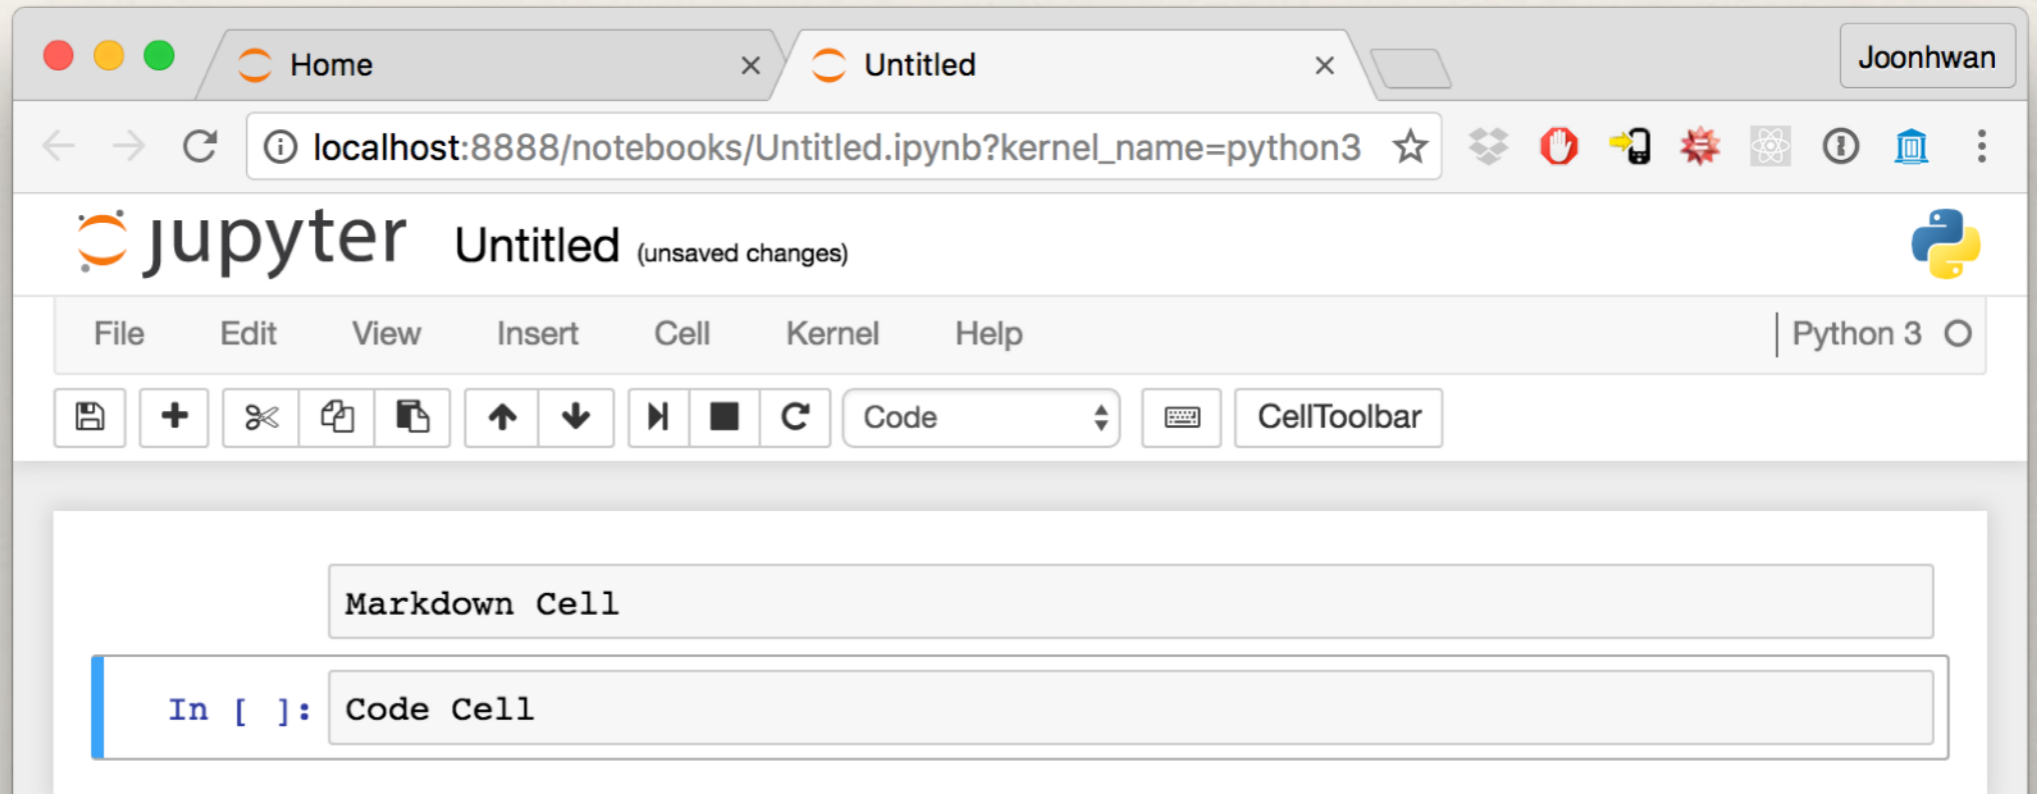 Home Untitled Joonhwan
localhost:8888/notebooks/Untitled.ipynb?kernel_name=python3
jupyter Untitled (unsaved changes)
File Edit View Insert Cell Kernel Help Python 3
Code CellToolbar
Markdown Cell
In [ ]: Code Cell